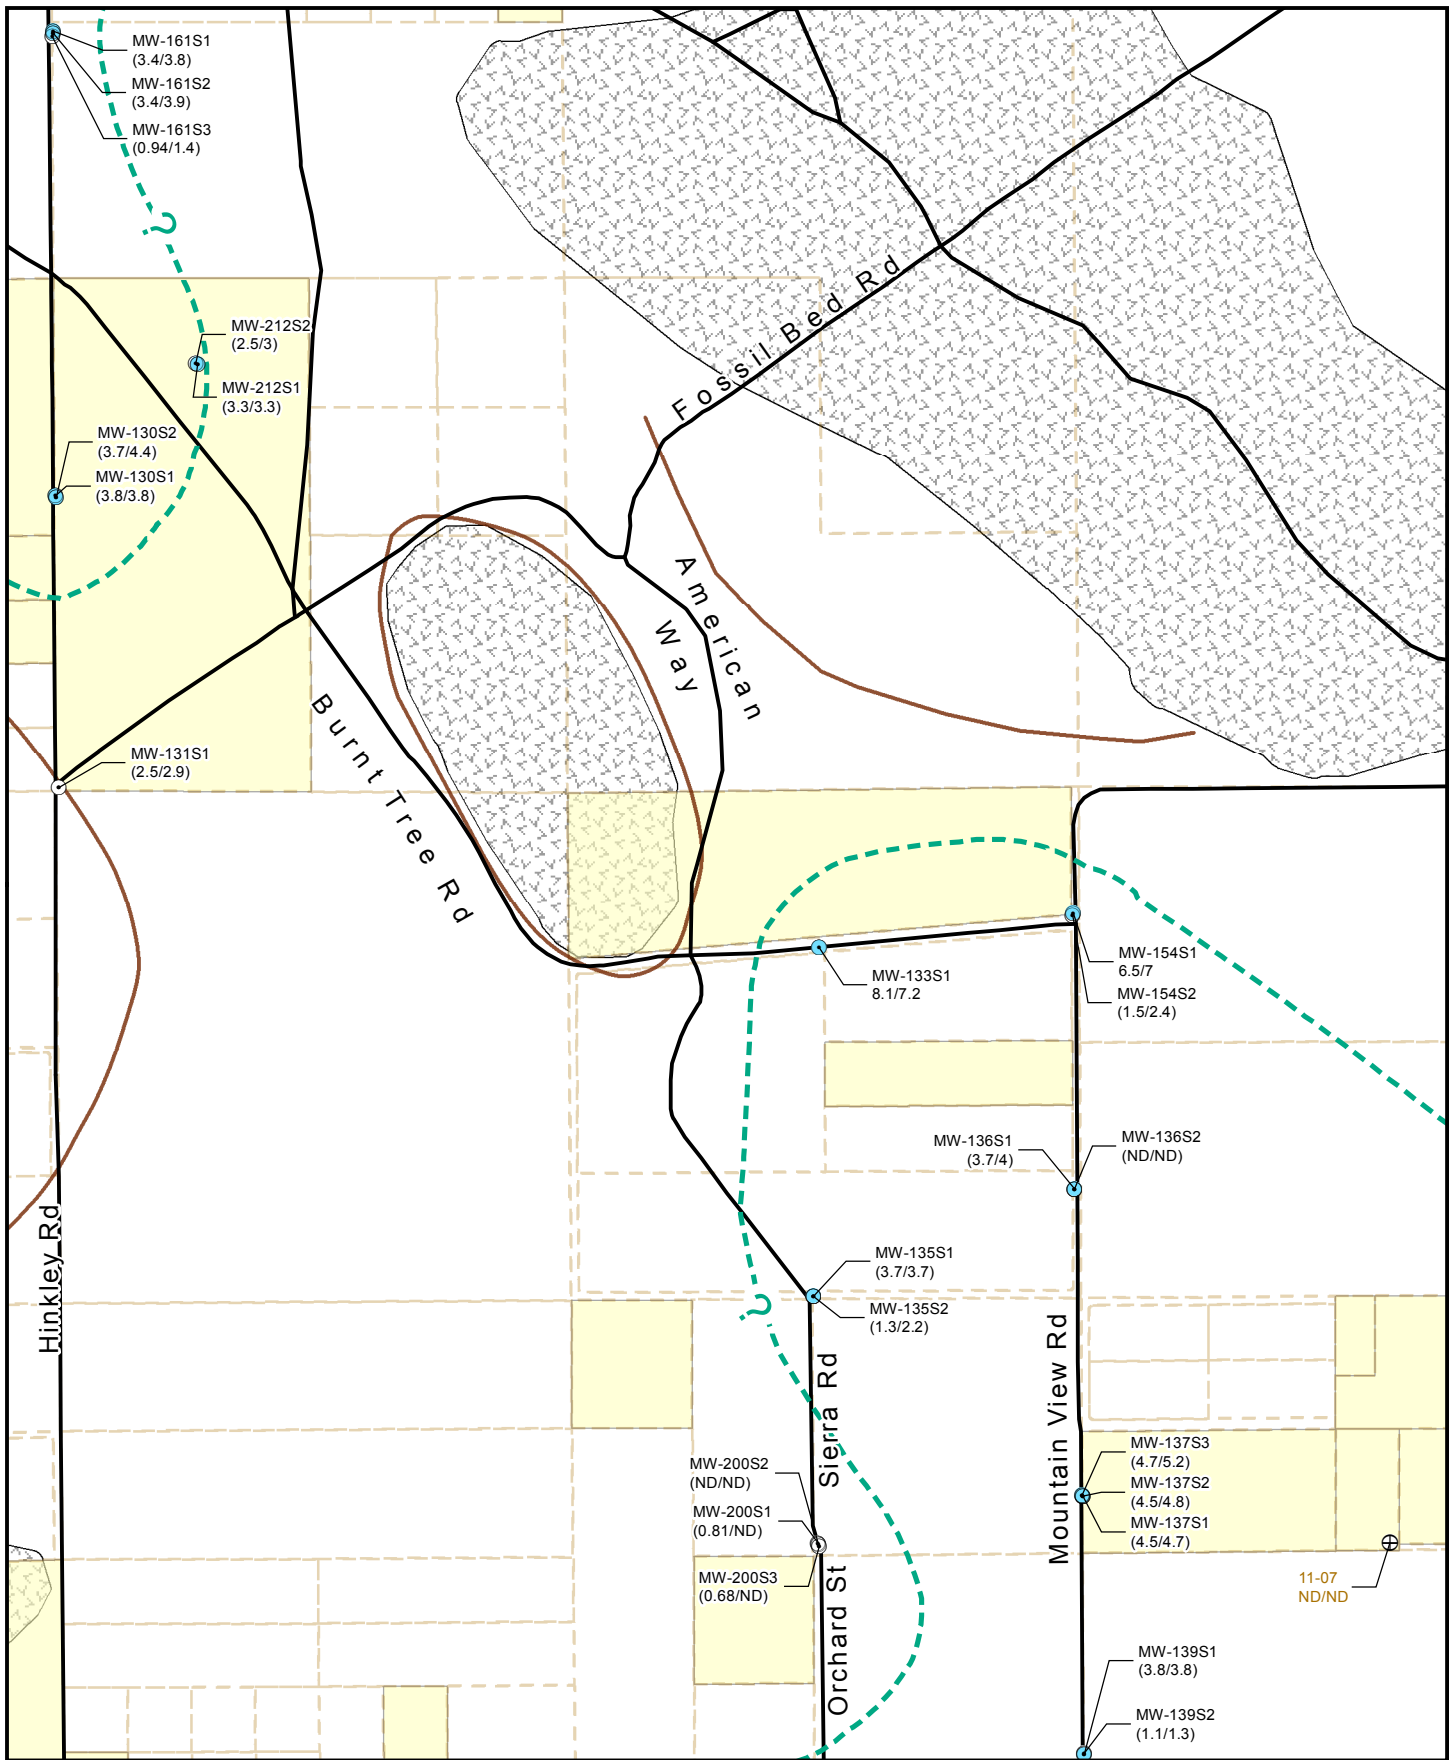 MW-161S1
(3.4/3.8)
MW-161S2
(3.4/3.9)
MW-161S3
(0.94/1.4)
?
MW-212S2
(2.5/3)
MW-212S1
(3.3/3.3)
MW-130S2
(3.7/4.4)
MW-130S1
(3.8/3.8)
Fossil Bed Rd
American
Way
Burnt Tree Rd
MW-131S1
(2.5/2.9)
MW-133S1
8.1/7.2
MW-154S1
6.5/7
MW-154S2
(1.5/2.4)
MW-136S1
(3.7/4)
MW-136S2
(ND/ND)
Hinkley Rd
MW-135S1
(3.7/3.7)
MW-135S2
(1.3/2.2)
?
Sierra Rd
Mountain View Rd
MW-137S3
(4.7/5.2)
MW-137S2
(4.5/4.8)
MW-137S1
(4.5/4.7)
MW-200S2
(ND/ND)
MW-200S1
(0.81/ND)
MW-200S3
(0.68/ND)
Orchard St
11-07
ND/ND
MW-139S1
(3.8/3.8)
MW-139S2
(1.1/1.3)